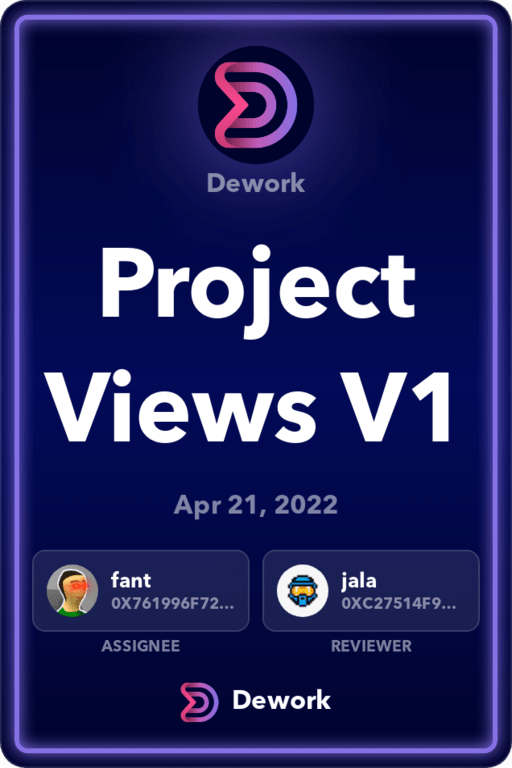 Dework
Project
Views V1
Apr 21, 2022
fant
0X761996F72...
jala
0XC27514F9...
ASSIGNEE
REVIEWER
Dework